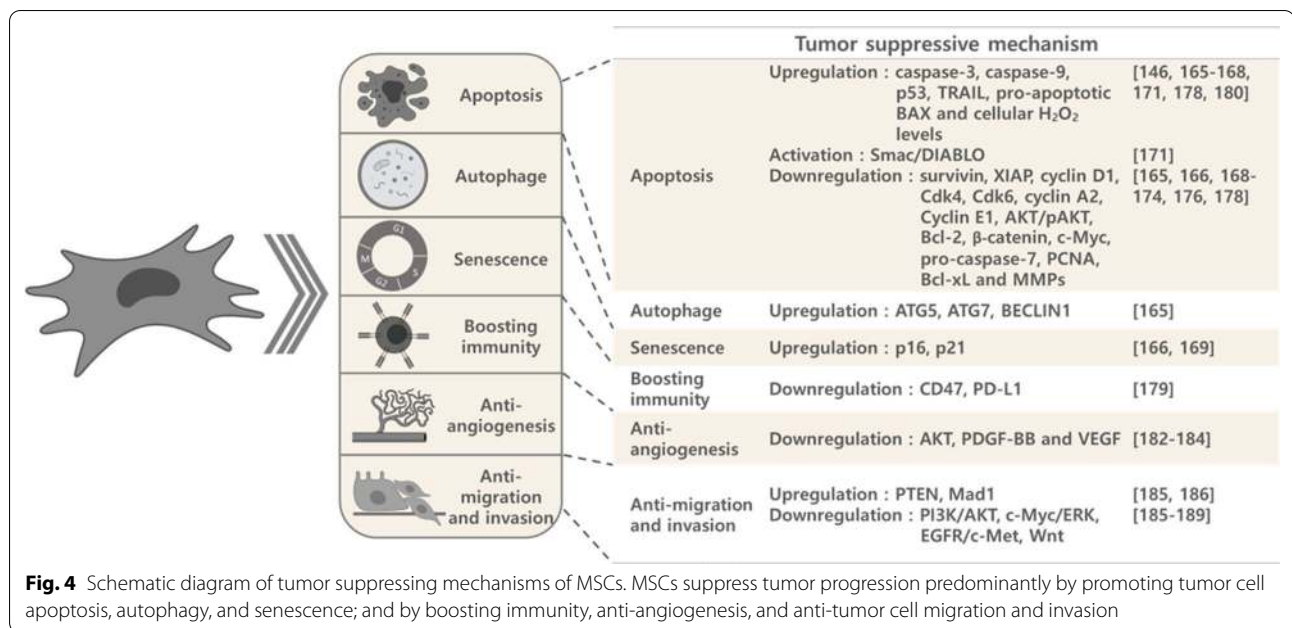 Apoptosis
Autophage
G1
S
G2
M
Senescence
Boosting
immunity
Anti-
angiogenesis
Anti-
migration
and invasion
Tumor suppressive mechanism
Apoptosis
Upregulation : caspase-3, caspase-9, [146, 165-168,
p53, TRAIL, pro-apoptotic 171, 178, 180]
BAX and cellular H₂O₂
levels
Activation : Smac/DIABLO [171]
Downregulation : survivin, XIAP, cyclin D1, [165, 166, 168-
Cdk4, Cdk6, cyclin A2, 174, 176, 178]
Cyclin E1, AKT/pAKT,
Bcl-2, β-catenin, c-Myc,
pro-caspase-7, PCNA,
Bcl-xL and MMPs
Autophage Upregulation : ATG5, ATG7, BECLIN1 [165]
Senescence Upregulation : p16, p21 [166, 169]
Boosting
immunity
Downregulation : CD47, PD-L1 [179]
Anti-
angiogenesis
Downregulation : AKT, PDGF-BB and VEGF [182-184]
Anti-migration
and invasion
Upregulation : PTEN, Mad1 [185, 186]
Downregulation : PI3K/AKT, c-Myc/ERK, [185-189]
EGFR/c-Met, Wnt
Fig. 4 Schematic diagram of tumor suppressing mechanisms of MSCs. MSCs suppress tumor progression predominantly by promoting tumor cell
apoptosis, autophagy, and senescence; and by boosting immunity, anti-angiogenesis, and anti-tumor cell migration and invasion